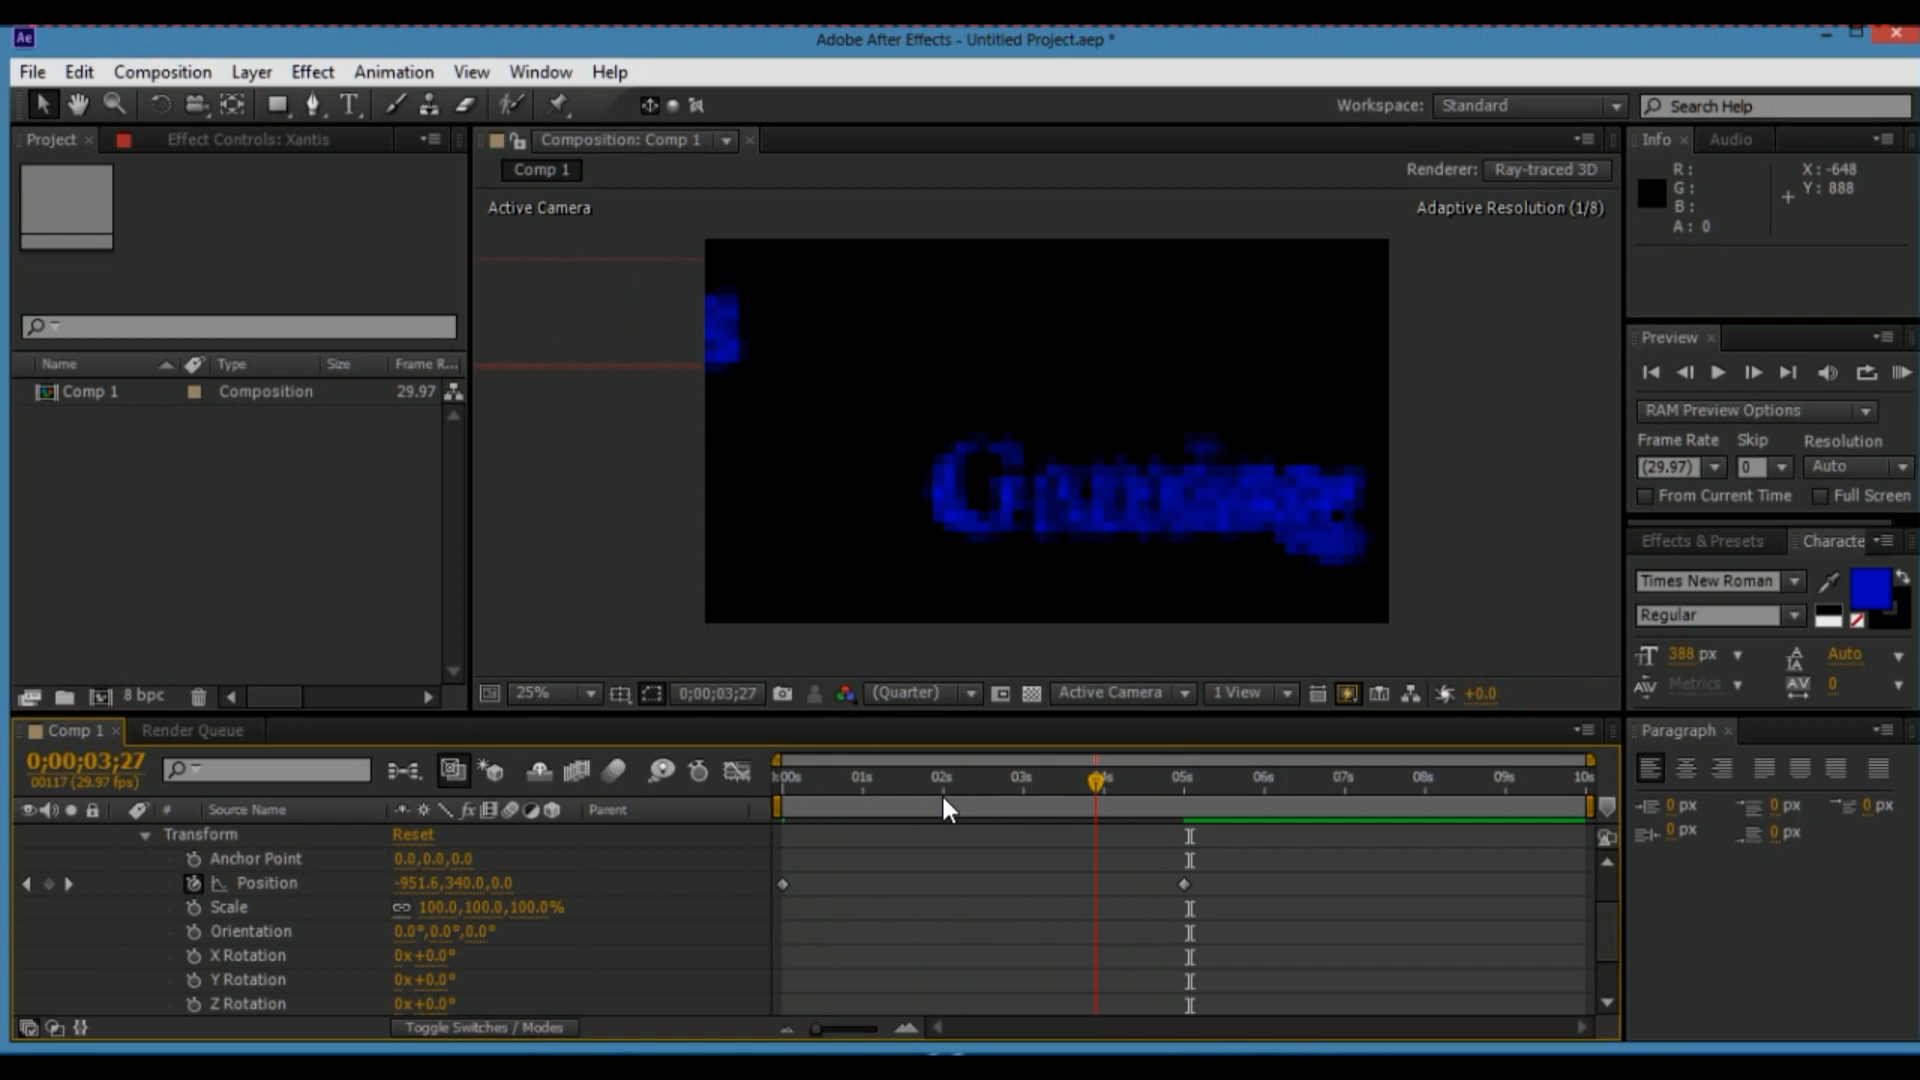 Ae
Adobe After Effects - Untitled Project.aep *
File Edit Composition Layer Effect Animation View Window Help
Workspace: Standard Search Help
Project × Effect Controls: Xantis
Composition: Comp 1
Comp 1
Renderer: Ray-traced 3D
Active Camera
Adaptive Resolution (1/8)
s
Gaming
Info × Audio
R: X: -648
G: Y: 888
B:
A: 0
Name Type Size Frame R...
Comp 1 Composition 29.97
8 bpc
25% 0;00;03;27 (Quarter) Active Camera 1 View +0.0
Preview ×
RAM Preview Options
Frame Rate Skip Resolution
(29.97) 0 Auto
From Current Time Full Screen
Effects & Presets Characte
Times New Roman
Regular
388 px Auto
Metrics 0
Comp 1 × Render Queue
0;00;03;27
00117 (29.97 fps)
:00s 01s 02s 03s 4s 05s 06s 07s 08s 09s 10s
# Source Name Parent
Transform Reset
Anchor Point 0.0,0.0,0.0
Position -951.6,340.0,0.0
Scale 100.0,100.0,100.0%
Orientation 0.0°,0.0°,0.0°
X Rotation 0x+0.0°
Y Rotation 0x+0.0°
Z Rotation 0x+0.0°
Toggle Switches / Modes
Paragraph ×
0 px 0 px 0 px
0 px 0 px